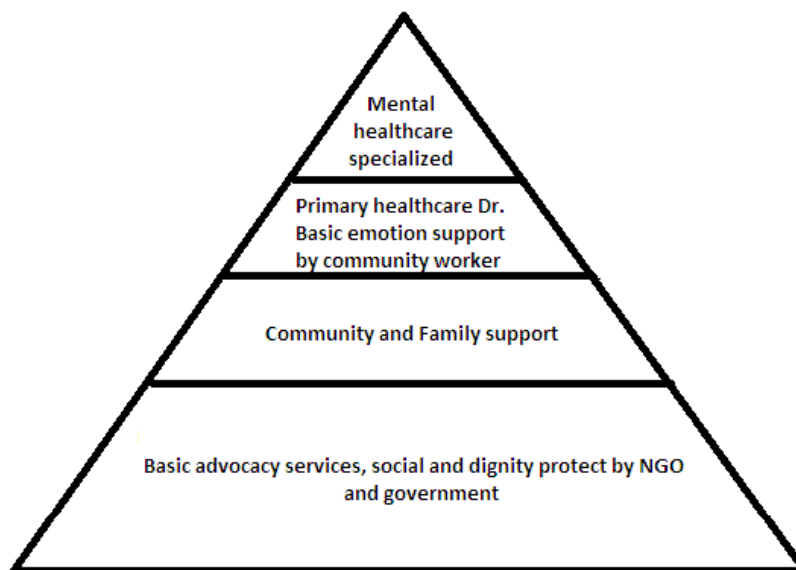 Mental
healthcare
specialized
Primary healthcare Dr.
Basic emotion support
by community worker
Community and Family support
Basic advocacy services, social and dignity protect by NGO
and government